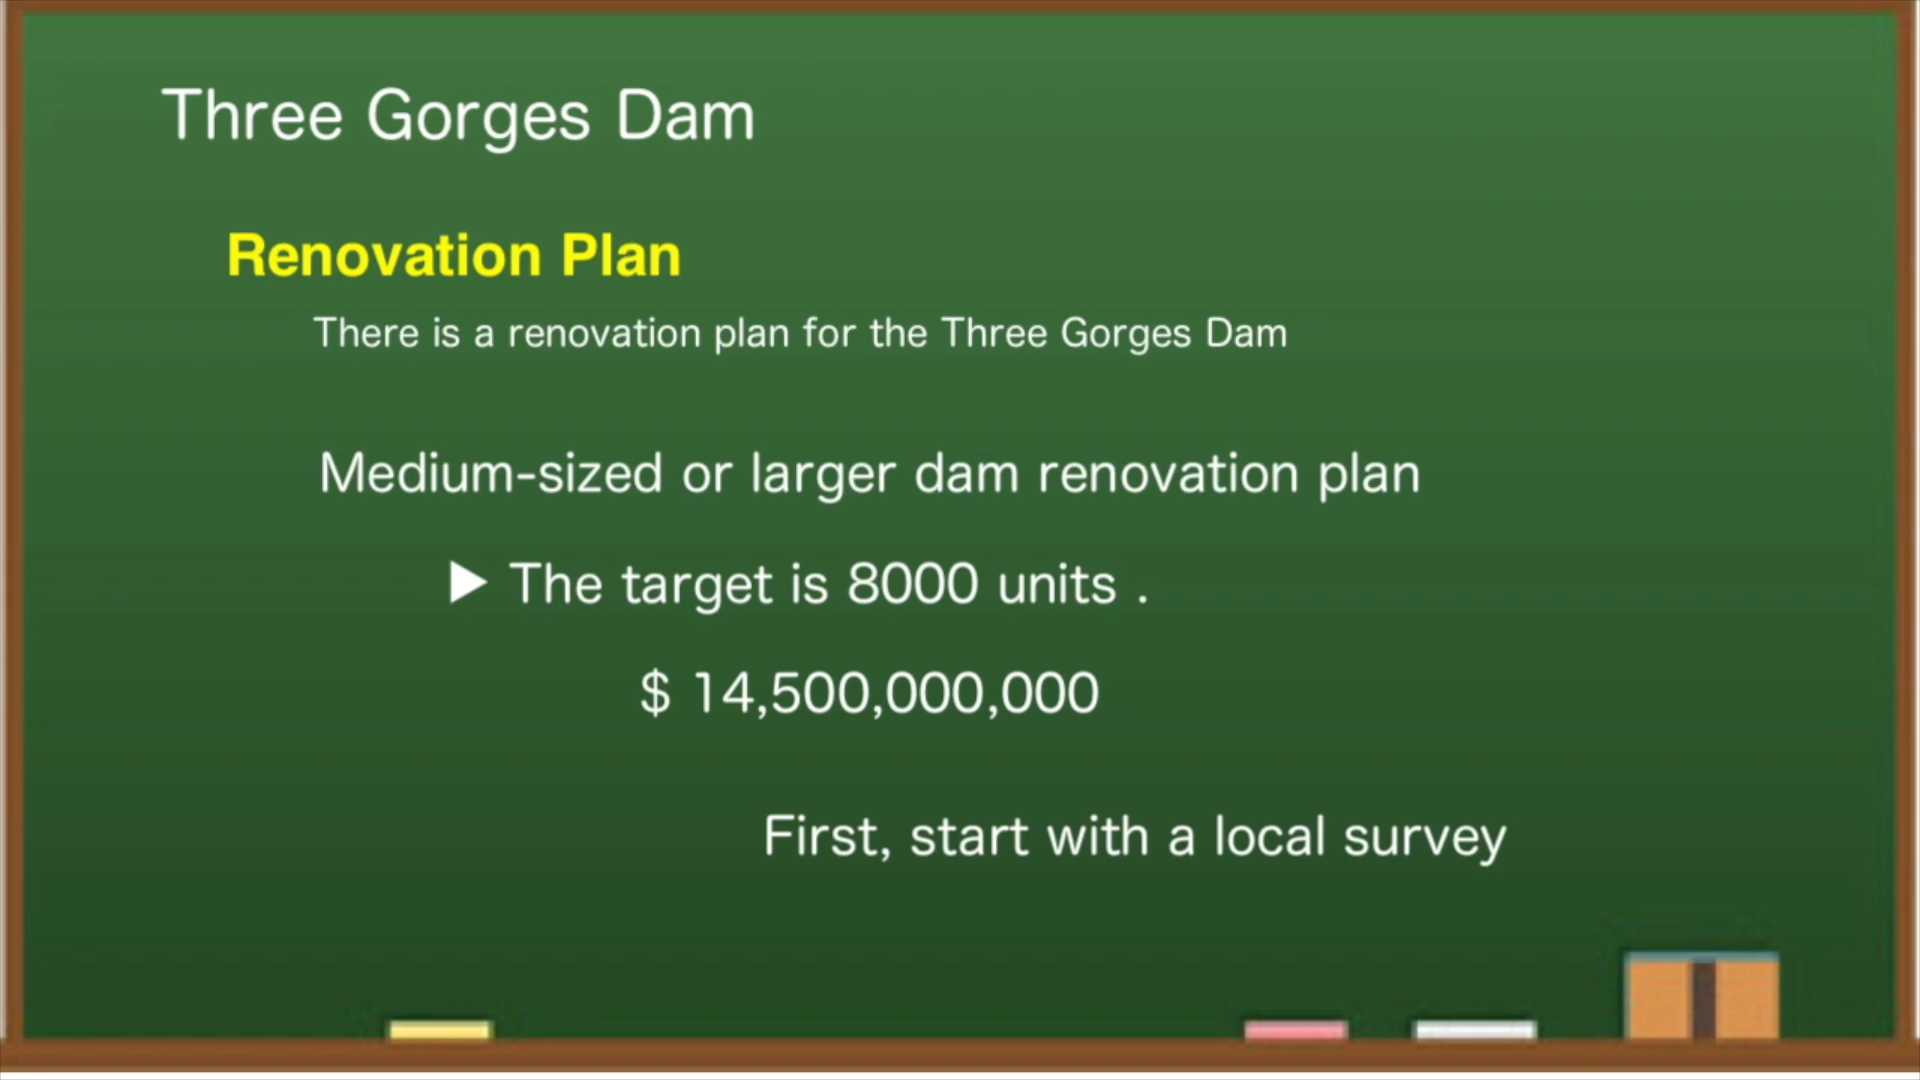 Three Gorges Dam
Renovation Plan
There is a renovation plan for the Three Gorges Dam
Medium-sized or larger dam renovation plan
▶ The target is 8000 units .
$ 14,500,000,000
First, start with a local survey